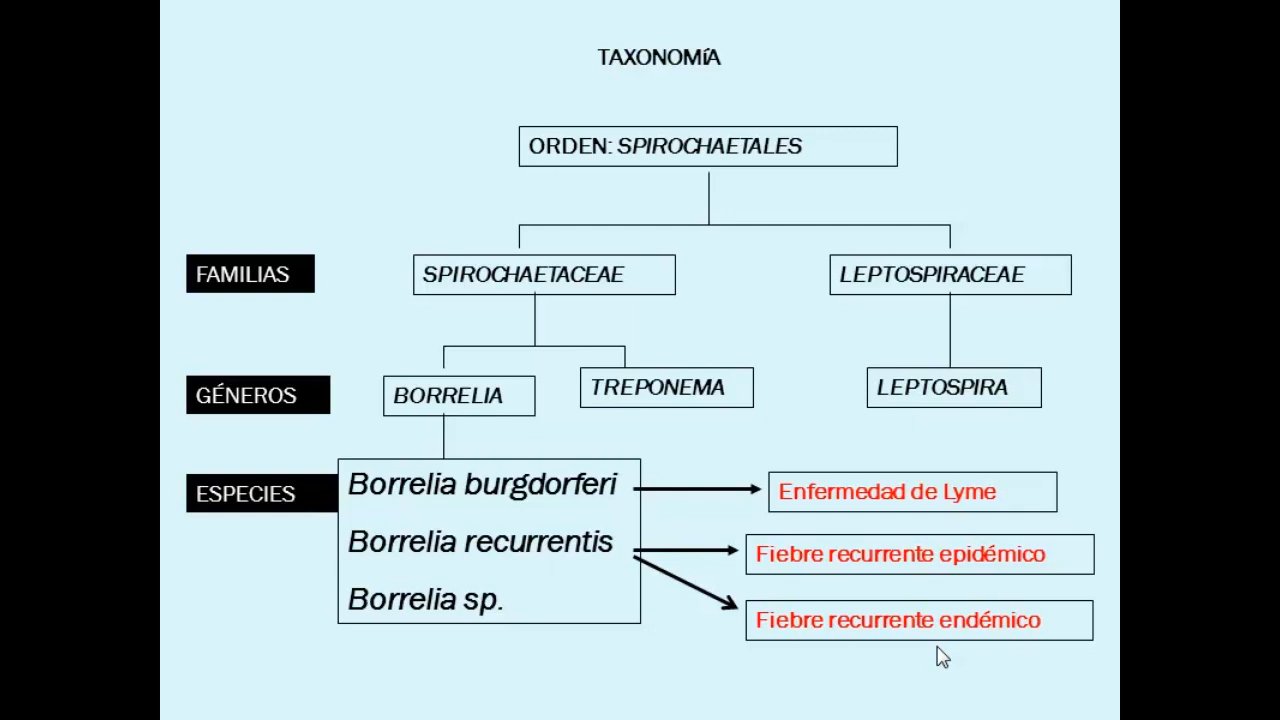 TAXONOMíA
ORDEN: SPIROCHAETALES
FAMILIAS
SPIROCHAETACEAE
LEPTOSPIRACEAE
GÉNEROS
BORRELIA
TREPONEMA
LEPTOSPIRA
ESPECIES
Borrelia burgdorferi
Enfermedad de Lyme
Borrelia recurrentis
Fiebre recurrente epidémico
Borrelia sp.
Fiebre recurrente endémico